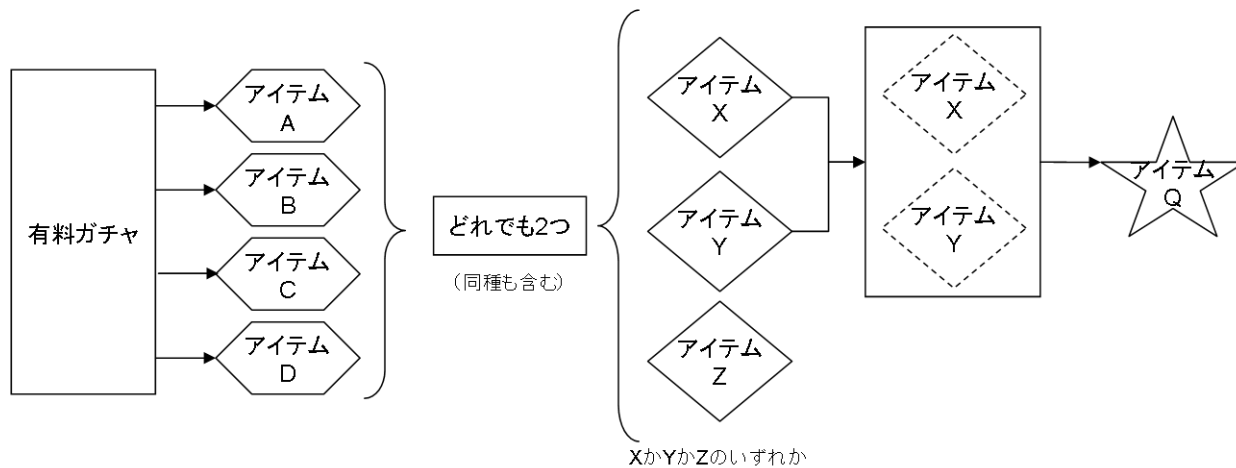 有料ガチャ
アイテム
A
アイテム
B
アイテム
C
アイテム
D
どれでも2つ
(同種も含む)
アイテム
X
アイテム
Y
アイテム
Z
XかYかZのいずれか
アイテム
X
アイテム
Y
アイテム
Q